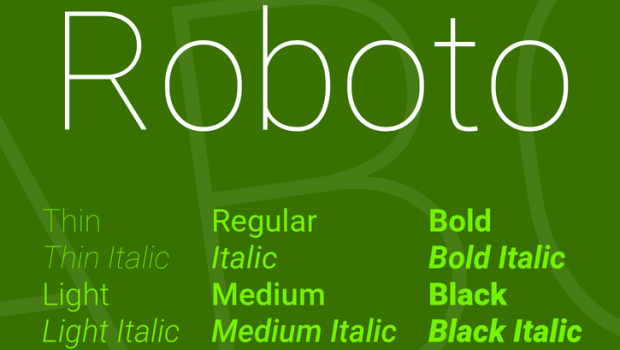 Roboto
Thin
Thin Italic
Light
Light Italic
Regular
Italic
Medium
Medium Italic
Bold
Bold Italic
Black
Black Italic